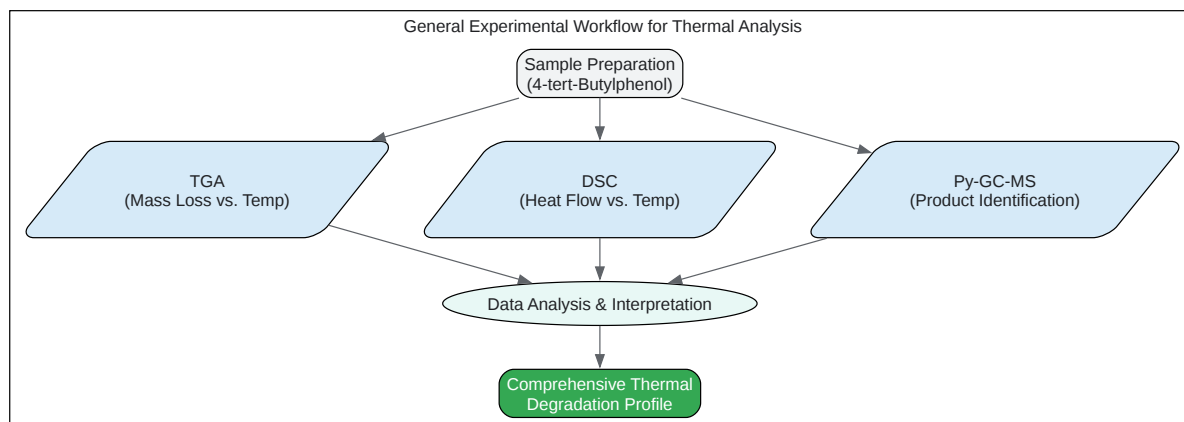 General Experimental Workflow for Thermal Analysis
Sample Preparation
(4-tert-Butylphenol)
TGA
(Mass Loss vs. Temp)
DSC
(Heat Flow vs. Temp)
Py-GC-MS
(Product Identification)
Data Analysis & Interpretation
Comprehensive Thermal
Degradation Profile